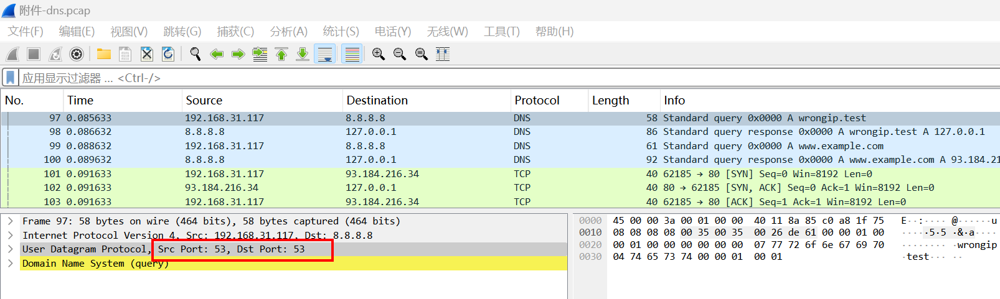 附件-dns.pcap
文件(F) 编辑(E) 视图(V) 跳转(G) 捕获(C) 分析(A) 统计(S) 电话(Y) 无线(W) 工具(T) 帮助(H)
应用显示过滤器 … <Ctrl-/>
No. Time Source Destination Protocol Length Info
97 0.085633 192.168.31.117 8.8.8.8 DNS 58 Standard query 0x0000 A wrongip.test
98 0.086632 8.8.8.8 127.0.0.1 DNS 86 Standard query response 0x0000 A wrongip.test A 127.0.0.1
99 0.088632 192.168.31.117 8.8.8.8 DNS 61 Standard query 0x0000 A www.example.com
100 0.089632 8.8.8.8 127.0.0.1 DNS 92 Standard query response 0x0000 A www.example.com A 93.184.21
101 0.091633 192.168.31.117 93.184.216.34 TCP 40 62185 → 80 [SYN] Seq=0 Win=8192 Len=0
102 0.091633 93.184.216.34 127.0.0.1 TCP 40 80 → 62185 [SYN, ACK] Seq=0 Ack=1 Win=8192 Len=0
103 0.091633 192.168.31.117 93.184.216.34 TCP 40 62185 → 80 [ACK] Seq=1 Ack=1 Win=8192 Len=0
Frame 97: 58 bytes on wire (464 bits), 58 bytes captured (464 bits)
Internet Protocol Version 4, Src: 192.168.31.117, Dst: 8.8.8.8
User Datagram Protocol, Src Port: 53, Dst Port: 53
Domain Name System (query)
0000 45 00 00 3a 00 01 00 00 40 11 8a 85 c0 a8 1f 75 E··:····@······u
0010 08 08 08 08 00 35 00 35 00 26 de 61 00 00 01 00 ·····5·5·&·a····
0020 00 01 00 00 00 00 00 00 07 77 72 6f 6e 67 69 70 ·········wrongip
0030 04 74 65 73 74 00 00 01 00 01 ·test·····